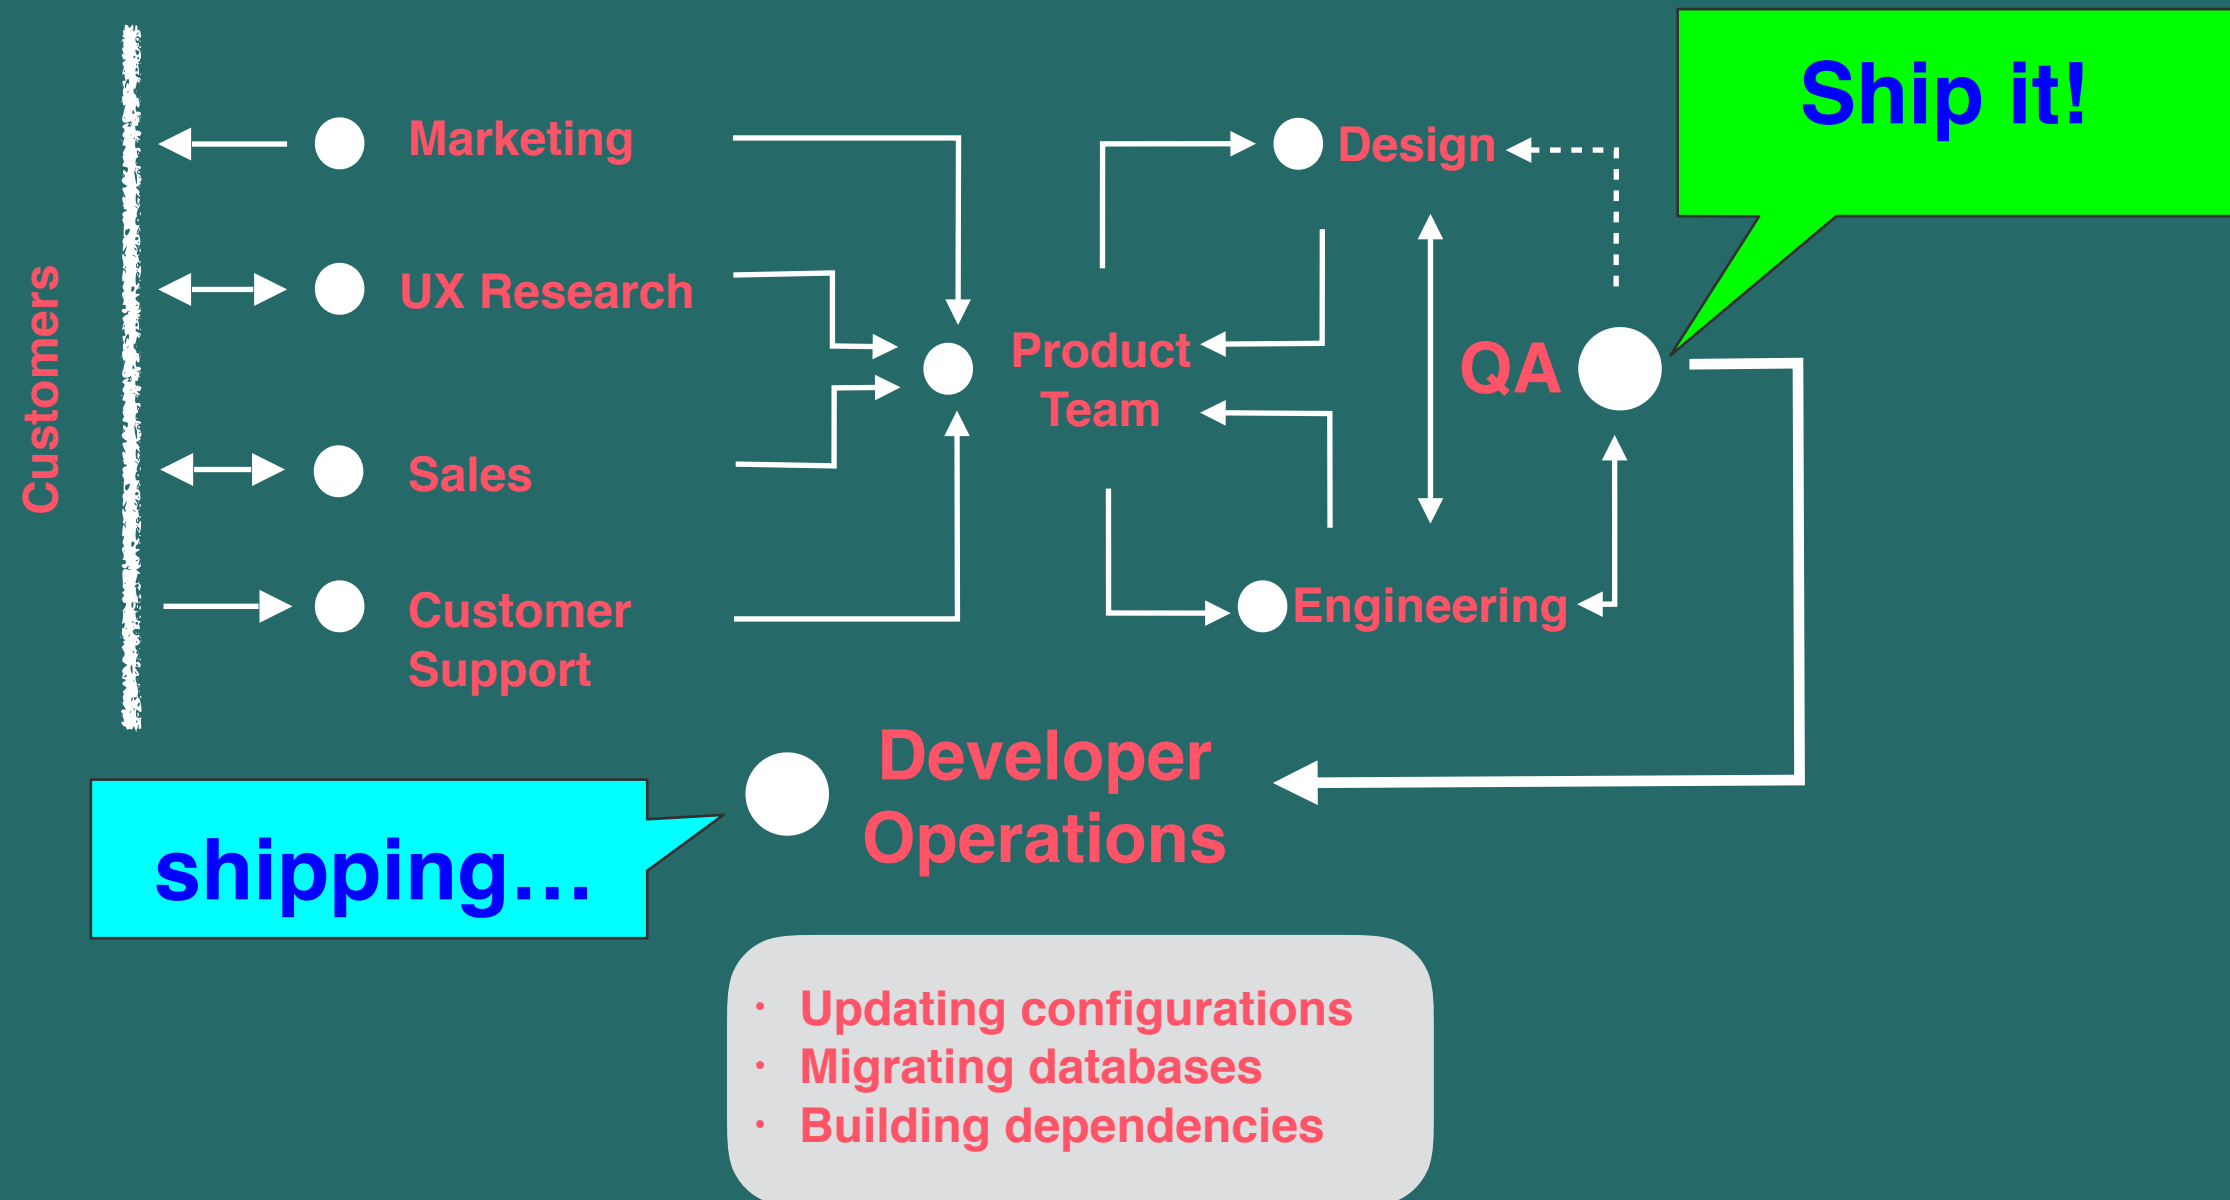 Customers
Marketing
UX Research
Sales
Customer
Support
Product
Team
Design
QA
Engineering
Ship it!
Developer
Operations
shipping...
• Updating configurations
• Migrating databases
• Building dependencies